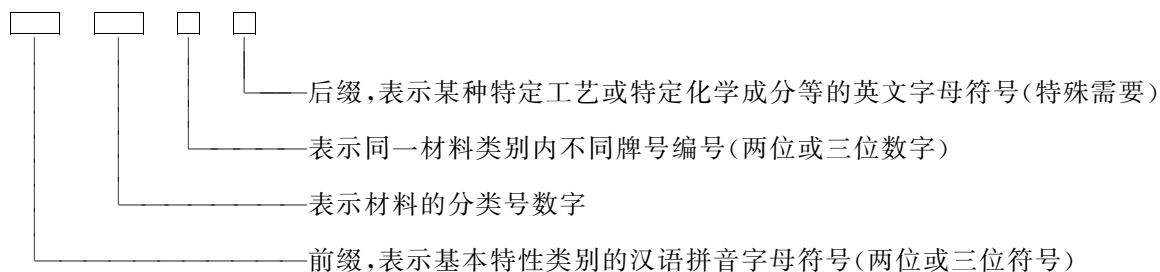 后缀,表示某种特定工艺或特定化学成分等的英文字母符号(特殊需要)
表示同一材料类别内不同牌号编号(两位或三位数字)
表示材料的分类号数字
前缀,表示基本特性类别的汉语拼音字母符号(两位或三位符号)